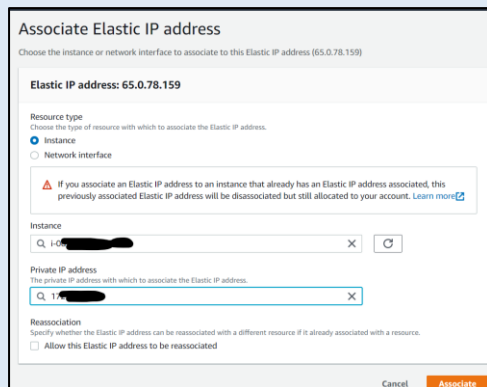 Associate Elastic IP address
Choose the instance or network interface to associate to this Elastic IP address (65.0.78.159)
Elastic IP address: 65.0.78.159
Resource type
Choose the type of resource with which to associate the Elastic IP address.
Instance
Network interface
If you associate an Elastic IP address to an instance that already has an Elastic IP address associated, this
previously associated Elastic IP address will be disassociated but still allocated to your account. Learn more
Instance
Private IP address
The private IP address with which to associate the Elastic IP address.
Reassociation
Specify whether the Elastic IP address can be reassociated with a different resource if it already associated with a resource.
Allow this Elastic IP address to be reassociated
Cancel Associate